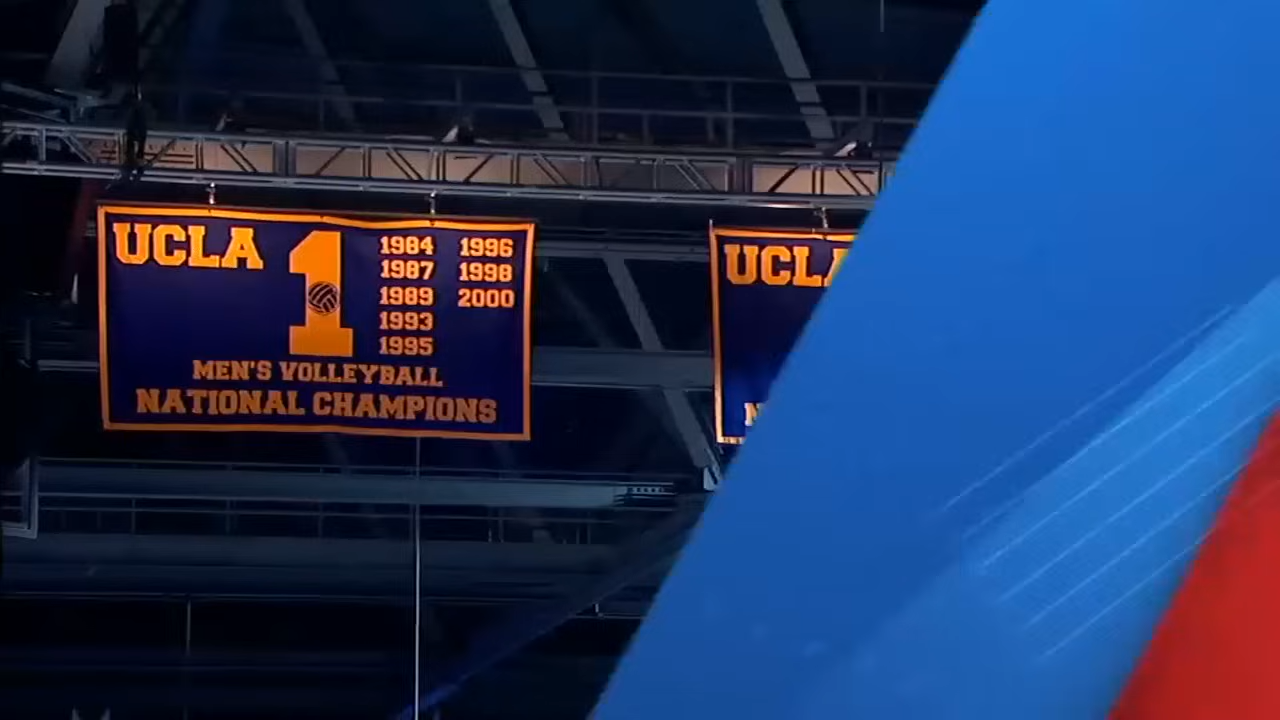 UCLA 1
1984 1996
1987 1998
1989 2000
1993
1995
MEN'S VOLLEYBALL
NATIONAL CHAMPIONS
UCLA